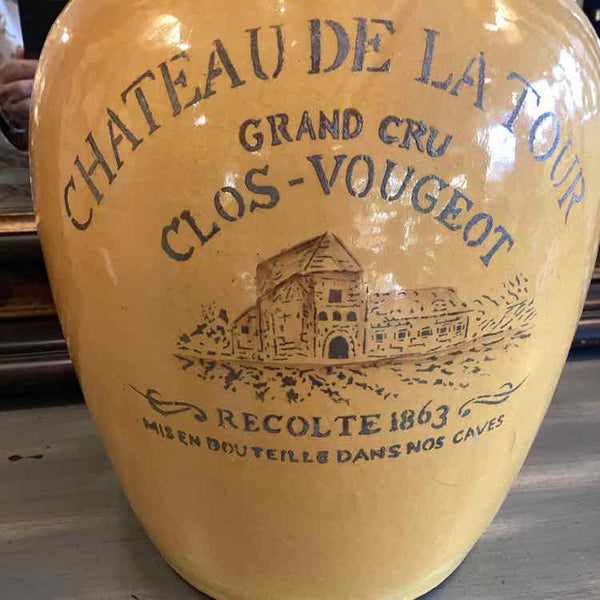 CHATEAU DE LA TOUR
GRAND CRU
CLOS-VOUGEOT
RECOLTE 1863
MIS EN BOUTEILLE DANS NOS CAVES